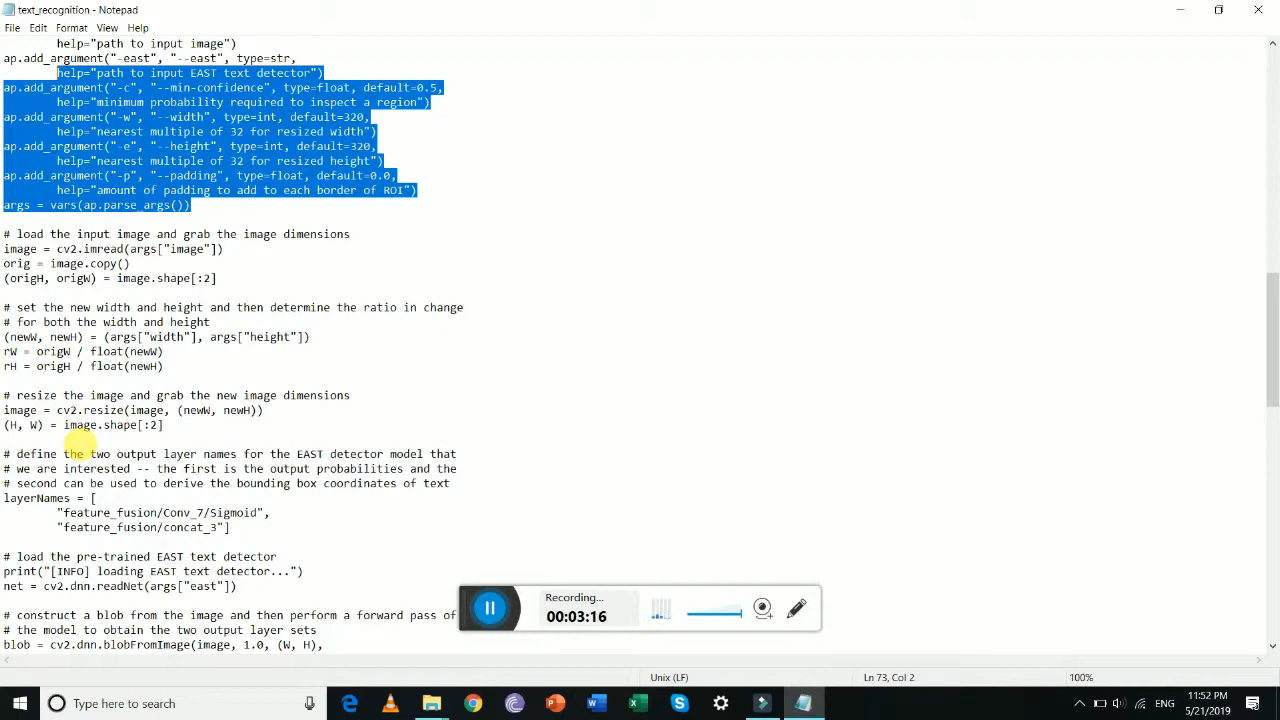 text_recognition - Notepad
File Edit Format View Help
help="path to input image")
ap.add_argument("-east", "--east", type=str,
help="path to input EAST text detector")
ap.add_argument("-c", "--min-confidence", type=float, default=0.5,
help="minimum probability required to inspect a region")
ap.add_argument("-w", "--width", type=int, default=320,
help="nearest multiple of 32 for resized width")
ap.add_argument("-e", "--height", type=int, default=320,
help="nearest multiple of 32 for resized height")
ap.add_argument("-p", "--padding", type=float, default=0.0,
help="amount of padding to add to each border of ROI")
args = vars(ap.parse_args())
# load the input image and grab the image dimensions
image = cv2.imread(args["image"])
orig = image.copy()
(origH, origW) = image.shape[:2]
# set the new width and height and then determine the ratio in change
# for both the width and height
(newW, newH) = (args["width"], args["height"])
rW = origW / float(newW)
rH = origH / float(newH)
# resize the image and grab the new image dimensions
image = cv2.resize(image, (newW, newH))
(H, W) = image.shape[:2]
# define the two output layer names for the EAST detector model that
# we are interested -- the first is the output probabilities and the
# second can be used to derive the bounding box coordinates of text
layerNames = [
"feature_fusion/Conv_7/Sigmoid",
"feature_fusion/concat_3"]
# load the pre-trained EAST text detector
print("[INFO] loading EAST text detector...")
net = cv2.dnn.readNet(args["east"])
# construct a blob from the image and then perform a forward pass of
# the model to obtain the two output layer sets
blob = cv2.dnn.blobFromImage(image, 1.0, (W, H),
Recording...
00:03:16
Unix (LF) Ln 73, Col 2 100%
Type here to search
ENG
11:52 PM
5/21/2019